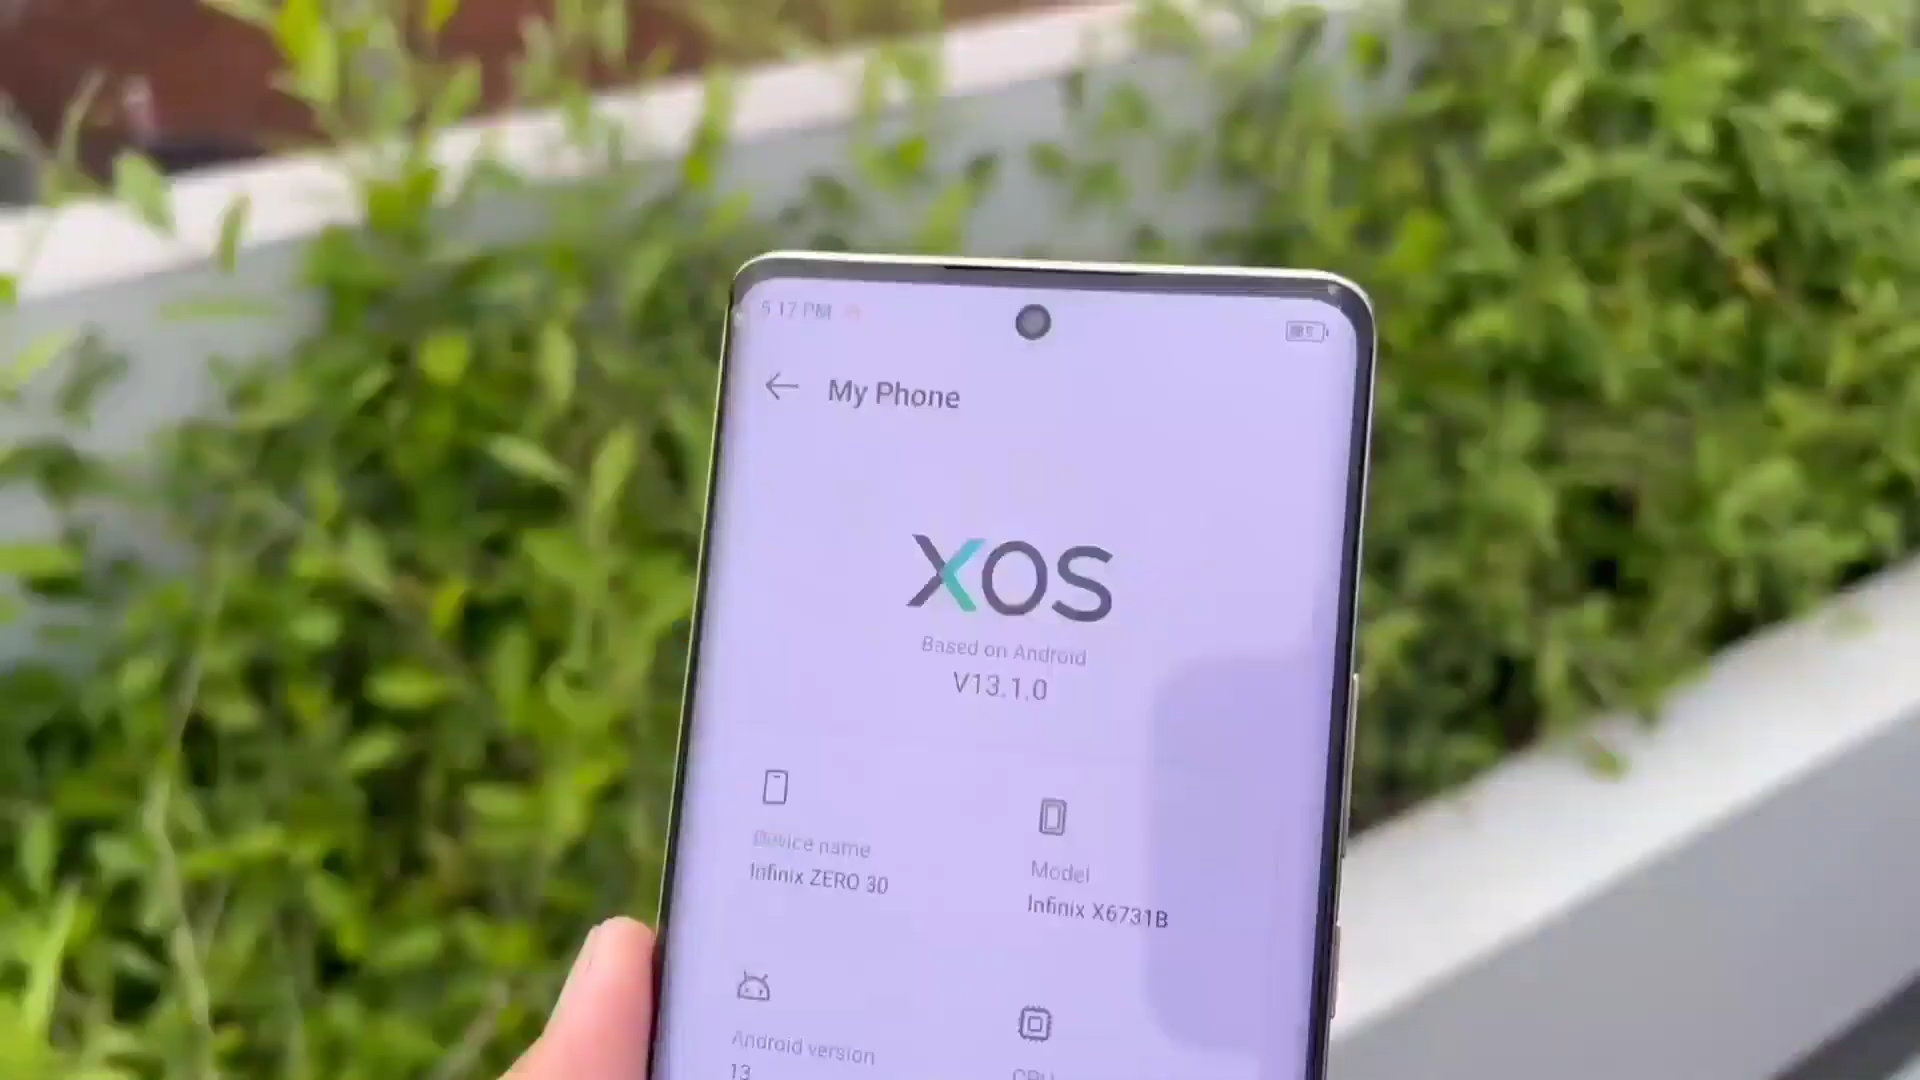 5:17 PM
My Phone
XOS
Based on Android
V13.1.0
Device name
Infinix ZERO 30
Model
Infinix X6731B
Android version
13
CPU